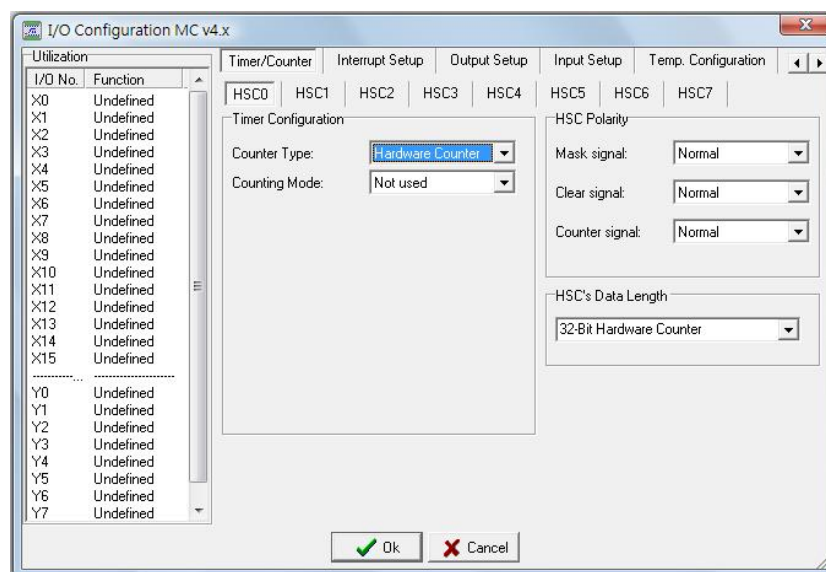 I/O Configuration MC v4.x
Utilization
I/O No. Function
X0 Undefined
X1 Undefined
X2 Undefined
X3 Undefined
X4 Undefined
X5 Undefined
X6 Undefined
X7 Undefined
X8 Undefined
X9 Undefined
X10 Undefined
X11 Undefined
X12 Undefined
X13 Undefined
X14 Undefined
X15 Undefined
----------... --------------------
Y0 Undefined
Y1 Undefined
Y2 Undefined
Y3 Undefined
Y4 Undefined
Y5 Undefined
Y6 Undefined
Y7 Undefined
Timer/Counter Interrupt Setup Output Setup Input Setup Temp. Configuration
HSC0 HSC1 HSC2 HSC3 HSC4 HSC5 HSC6 HSC7
Timer Configuration
Counter Type: Hardware Counter
Counting Mode: Not used
HSC Polarity
Mask signal: Normal
Clear signal: Normal
Counter signal: Normal
HSC's Data Length
32-Bit Hardware Counter
Ok Cancel